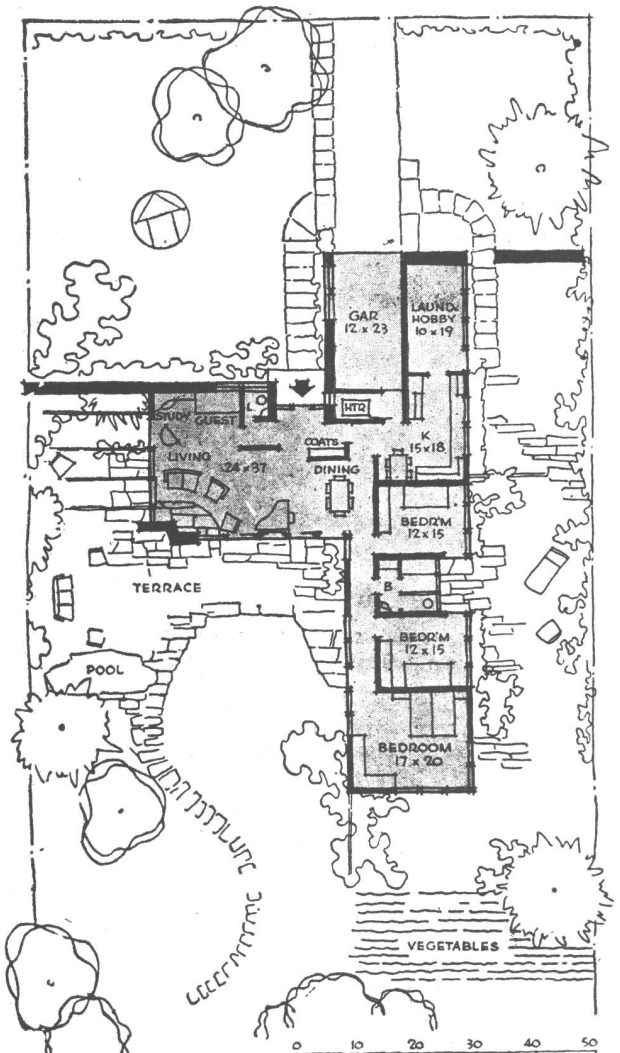 GAR
12 x 23
LAUND.
HOBBY
10 x 19
STUDY
GUEST
L
HTR
COATS
K
15 x 18
LIVING
24 x 37
DINING
BEDR'M
12 x 15
B
TERRACE
BEDR'M
12 x 15
POOL
BEDROOM
17 x 20
VEGETABLES
0 10 20 30 40 50